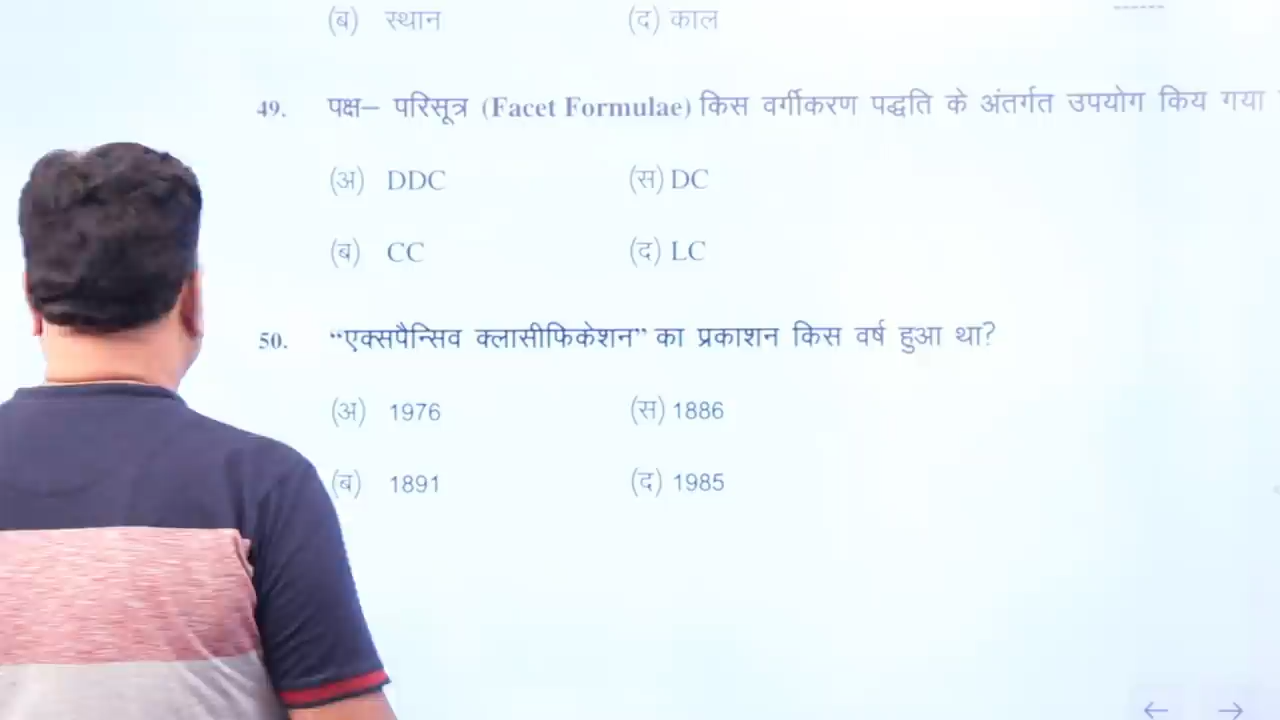 (ब) स्थान (द) काल
49. पक्ष– परिसूत्र (Facet Formulae) किस वर्गीकरण पद्धति के अंतर्गत उपयोग किय गया
(अ) DDC (स) DC
(ब) CC (द) LC
50. “एक्सपैन्सिव क्लासीफिकेशन” का प्रकाशन किस वर्ष हुआ था?
(अ) 1976 (स) 1886
(ब) 1891 (द) 1985